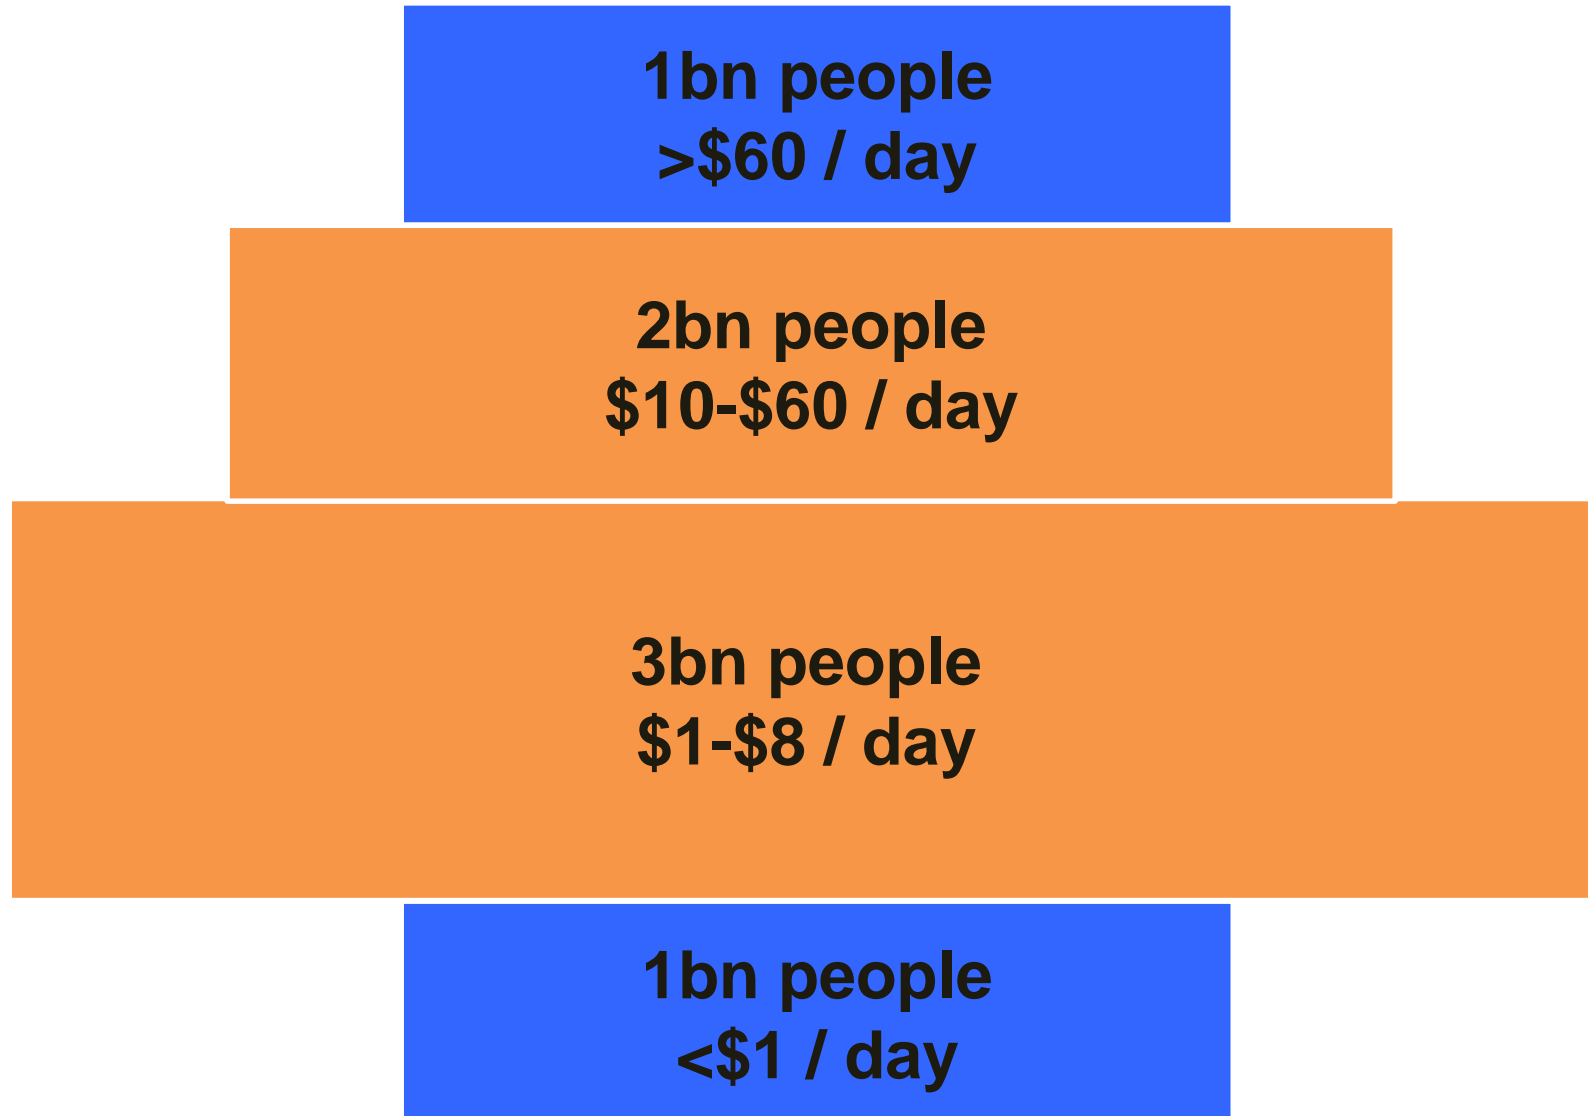 1bn people
>$60 / day
2bn people
$10-$60 / day
3bn people
$1-$8 / day
1bn people
<$1 / day